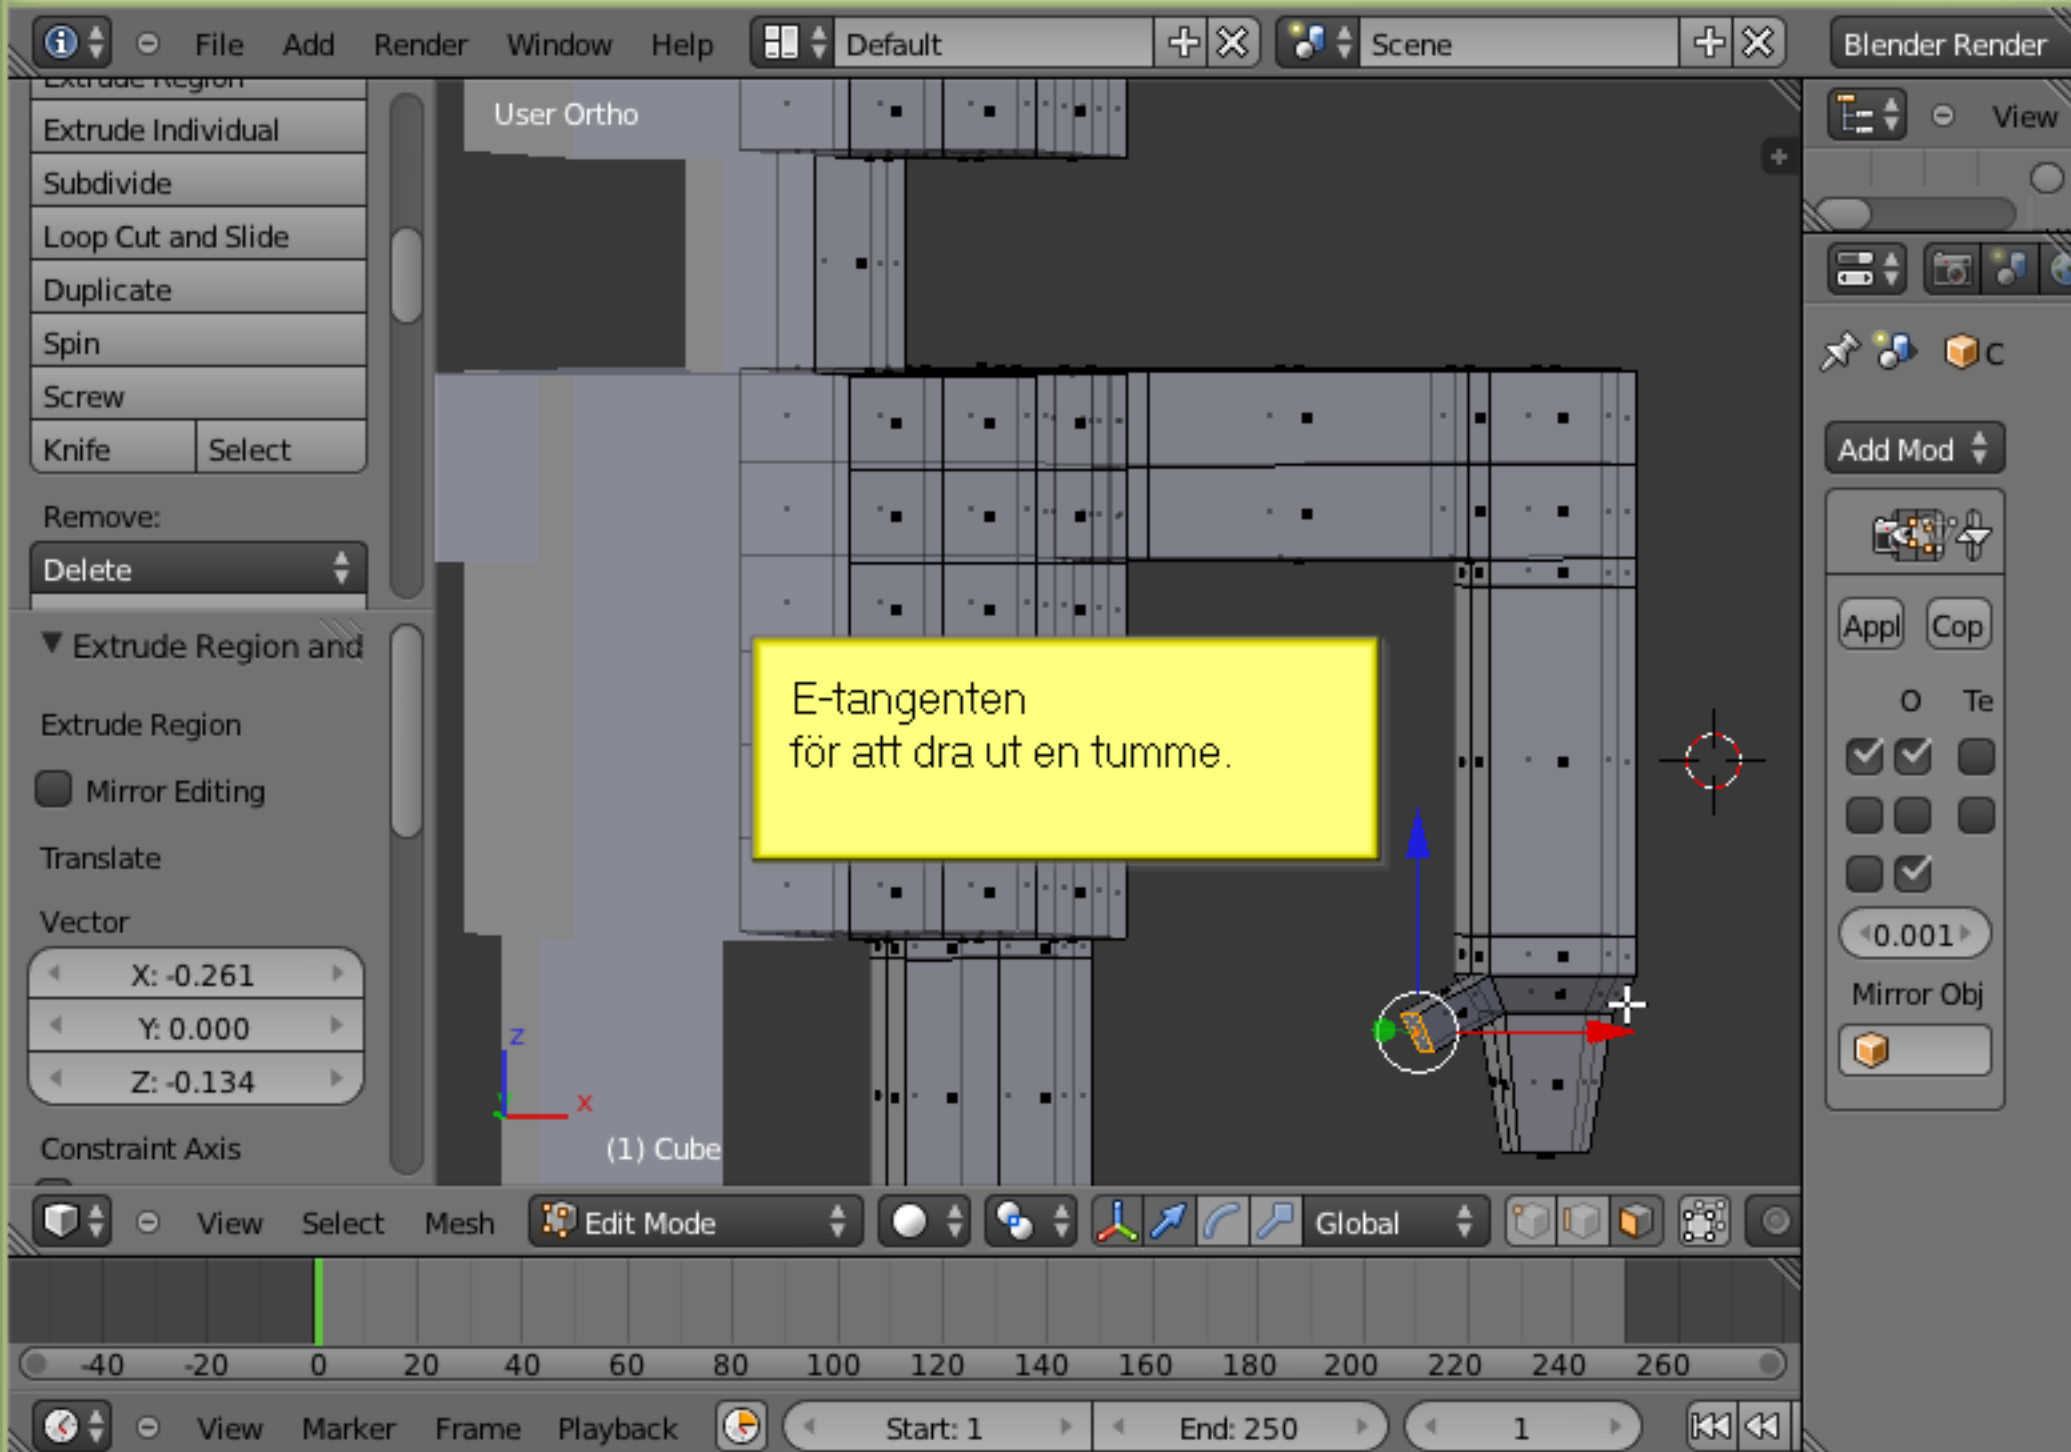 File Add Render Window Help Default Scene Blender Render
Extrude Region
Extrude Individual
Subdivide
Loop Cut and Slide
Duplicate
Spin
Screw
Knife Select
Remove:
Delete
Extrude Region and
Extrude Region
Mirror Editing
Translate
Vector
X: -0.261
Y: 0.000
Z: -0.134
Constraint Axis
User Ortho
E-tangenten
för att dra ut en tumme.
z
x
(1) Cube
View
C
Add Mod
Appl Cop
O Te
0.001
Mirror Obj
View Select Mesh Edit Mode Global
-40 -20 0 20 40 60 80 100 120 140 160 180 200 220 240 260
View Marker Frame Playback Start: 1 End: 250 1